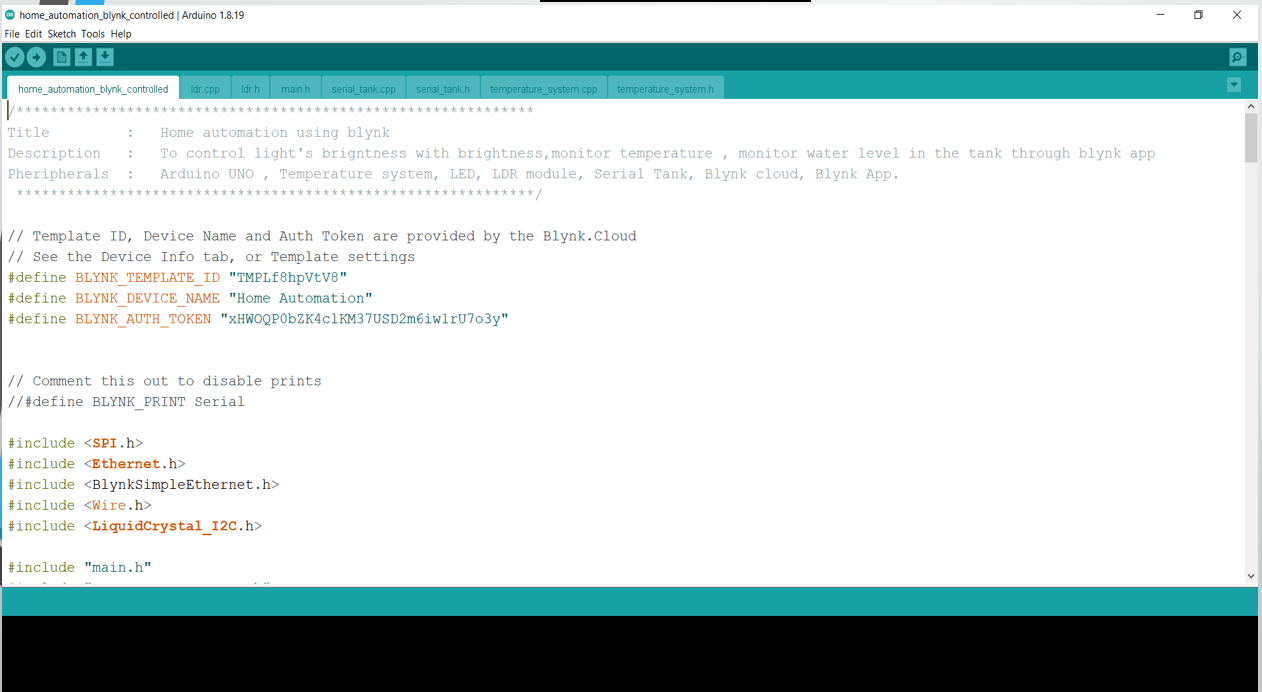 home_automation_blynk_controlled | Arduino 1.8.19
File Edit Sketch Tools Help
home_automation_blynk_controlled ldr.cpp ldr.h main.h serial_tank.cpp serial_tank.h temperature_system.cpp temperature_system.h
/*************************************************************
Title : Home automation using blynk
Description : To control light's brigntness with brightness,monitor temperature , monitor water level in the tank through blynk app
Pheripherals : Arduino UNO , Temperature system, LED, LDR module, Serial Tank, Blynk cloud, Blynk App.
*************************************************************/
// Template ID, Device Name and Auth Token are provided by the Blynk.Cloud
// See the Device Info tab, or Template settings
#define BLYNK_TEMPLATE_ID "TMPLf8hpVtV8"
#define BLYNK_DEVICE_NAME "Home Automation"
#define BLYNK_AUTH_TOKEN "xHWOQP0bZK4clKM37USD2m6iwlrU7o3y"
// Comment this out to disable prints
//#define BLYNK_PRINT Serial
#include <SPI.h>
#include <Ethernet.h>
#include <BlynkSimpleEthernet.h>
#include <Wire.h>
#include <LiquidCrystal_I2C.h>
#include "main.h"